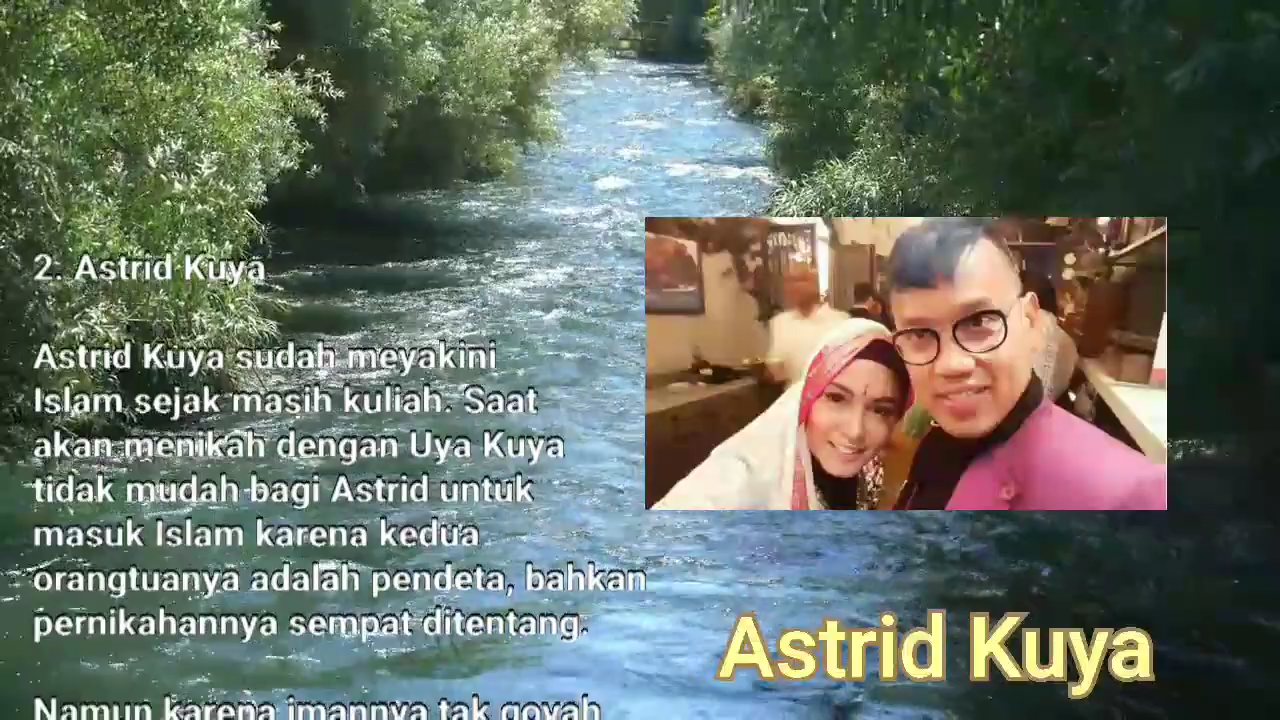 2. Astrid Kuya
Astrid Kuya sudah meyakini
Islam sejak masih kuliah. Saat
akan menikah dengan Uya Kuya
tidak mudah bagi Astrid untuk
masuk Islam karena kedua
orangtuanya adalah pendeta, bahkan
pernikahannya sempat ditentang.
Namun karena imannya tak goyah
Astrid Kuya